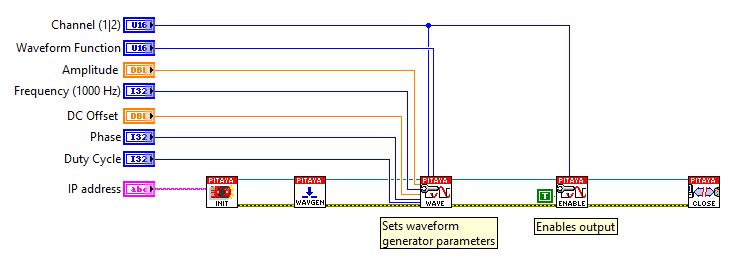 Channel (1|2)
U16
Waveform Function
U16
Amplitude
DBL
Frequency (1000 Hz)
I32
DC Offset
DBL
Phase
I32
Duty Cycle
I32
IP address
abc
PITAYA
INIT
PITAYA
WAVGEN
PITAYA
WAVE
T
PITAYA
ENABLE
PITAYA
CLOSE
Sets waveform
generator parameters
Enables output